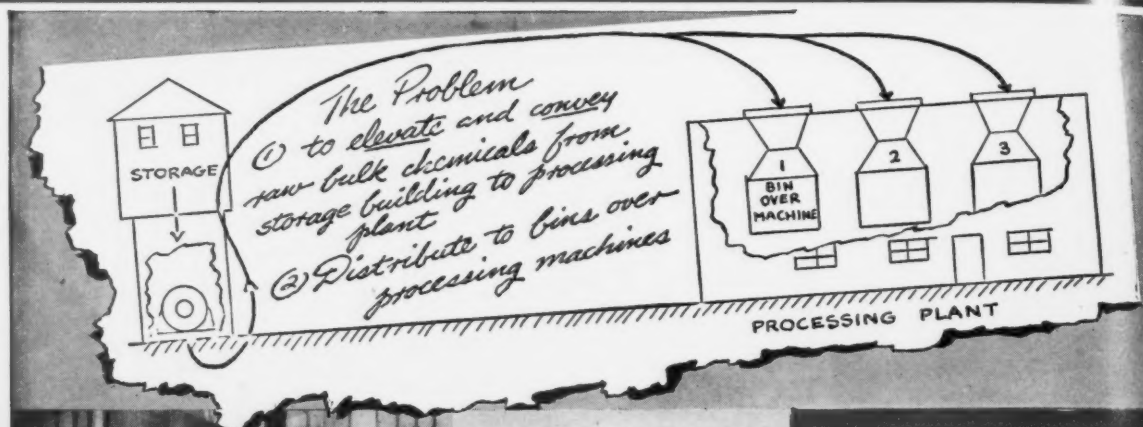 The Problem
① to elevate and convey
raw bulk chemicals from
storage building to processing
plant
② Distribute to bins over
processing machines
STORAGE
1
BIN
OVER
MACHINE
2
3
PROCESSING PLANT